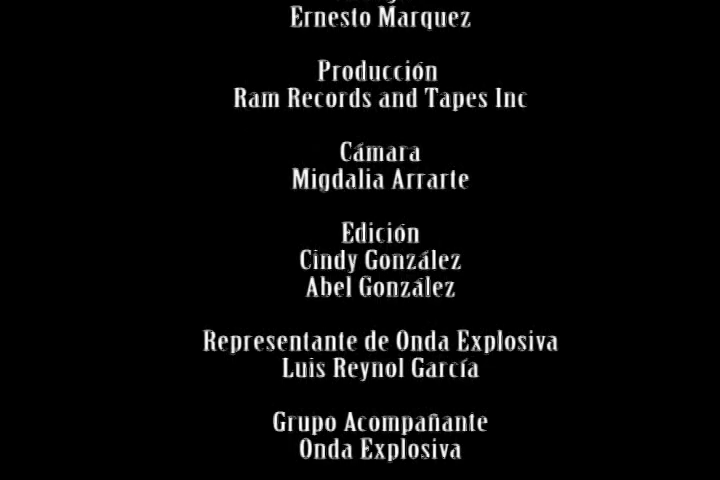 Ernesto Marquez
Producción
Ram Records and Tapes Inc
Cámara
Migdalia Arrarte
Edición
Cindy González
Abel González
Representante de Onda Explosiva
Luis Reynol García
Grupo Acompañante
Onda Explosiva